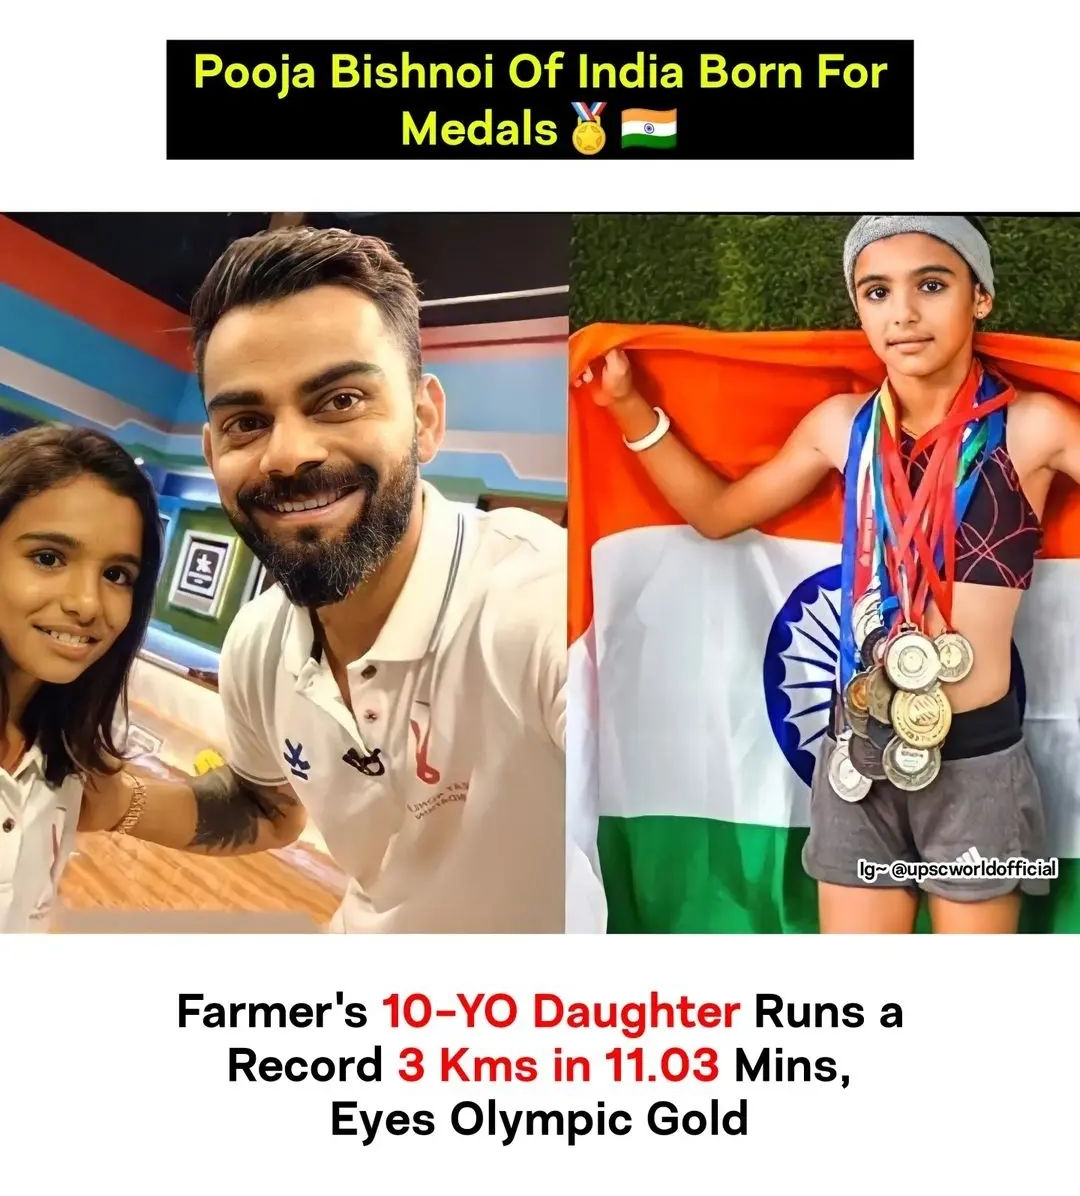 Pooja Bishnoi Of India Born For
Medals🏅🇮🇳
Ig~ @upscworldofficial
Farmer's 10-YO Daughter Runs a
Record 3 Kms in 11.03 Mins,
Eyes Olympic Gold